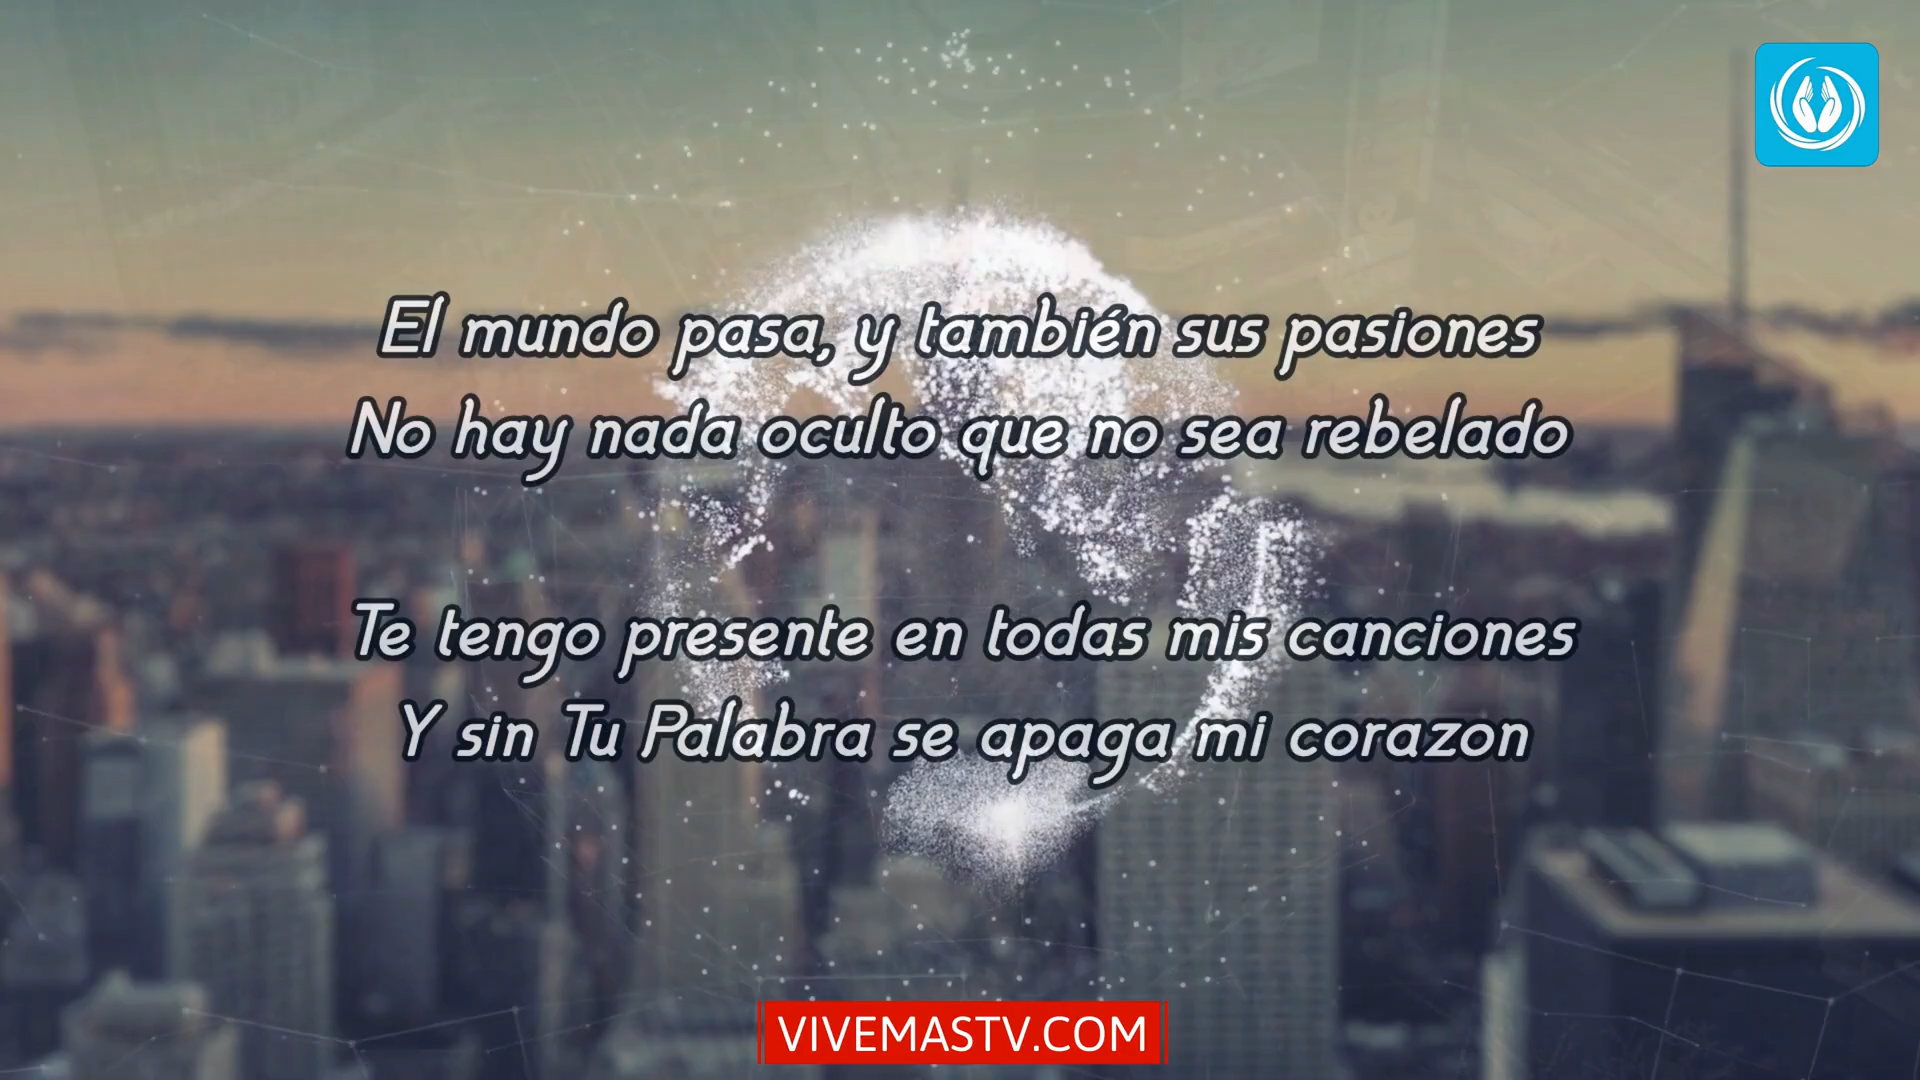 El mundo pasa, y también sus pasiones
No hay nada oculto que no sea rebelado
Te tengo presente en todas mis canciones
Y sin Tu Palabra se apaga mi corazon
VIVEMASTV.COM